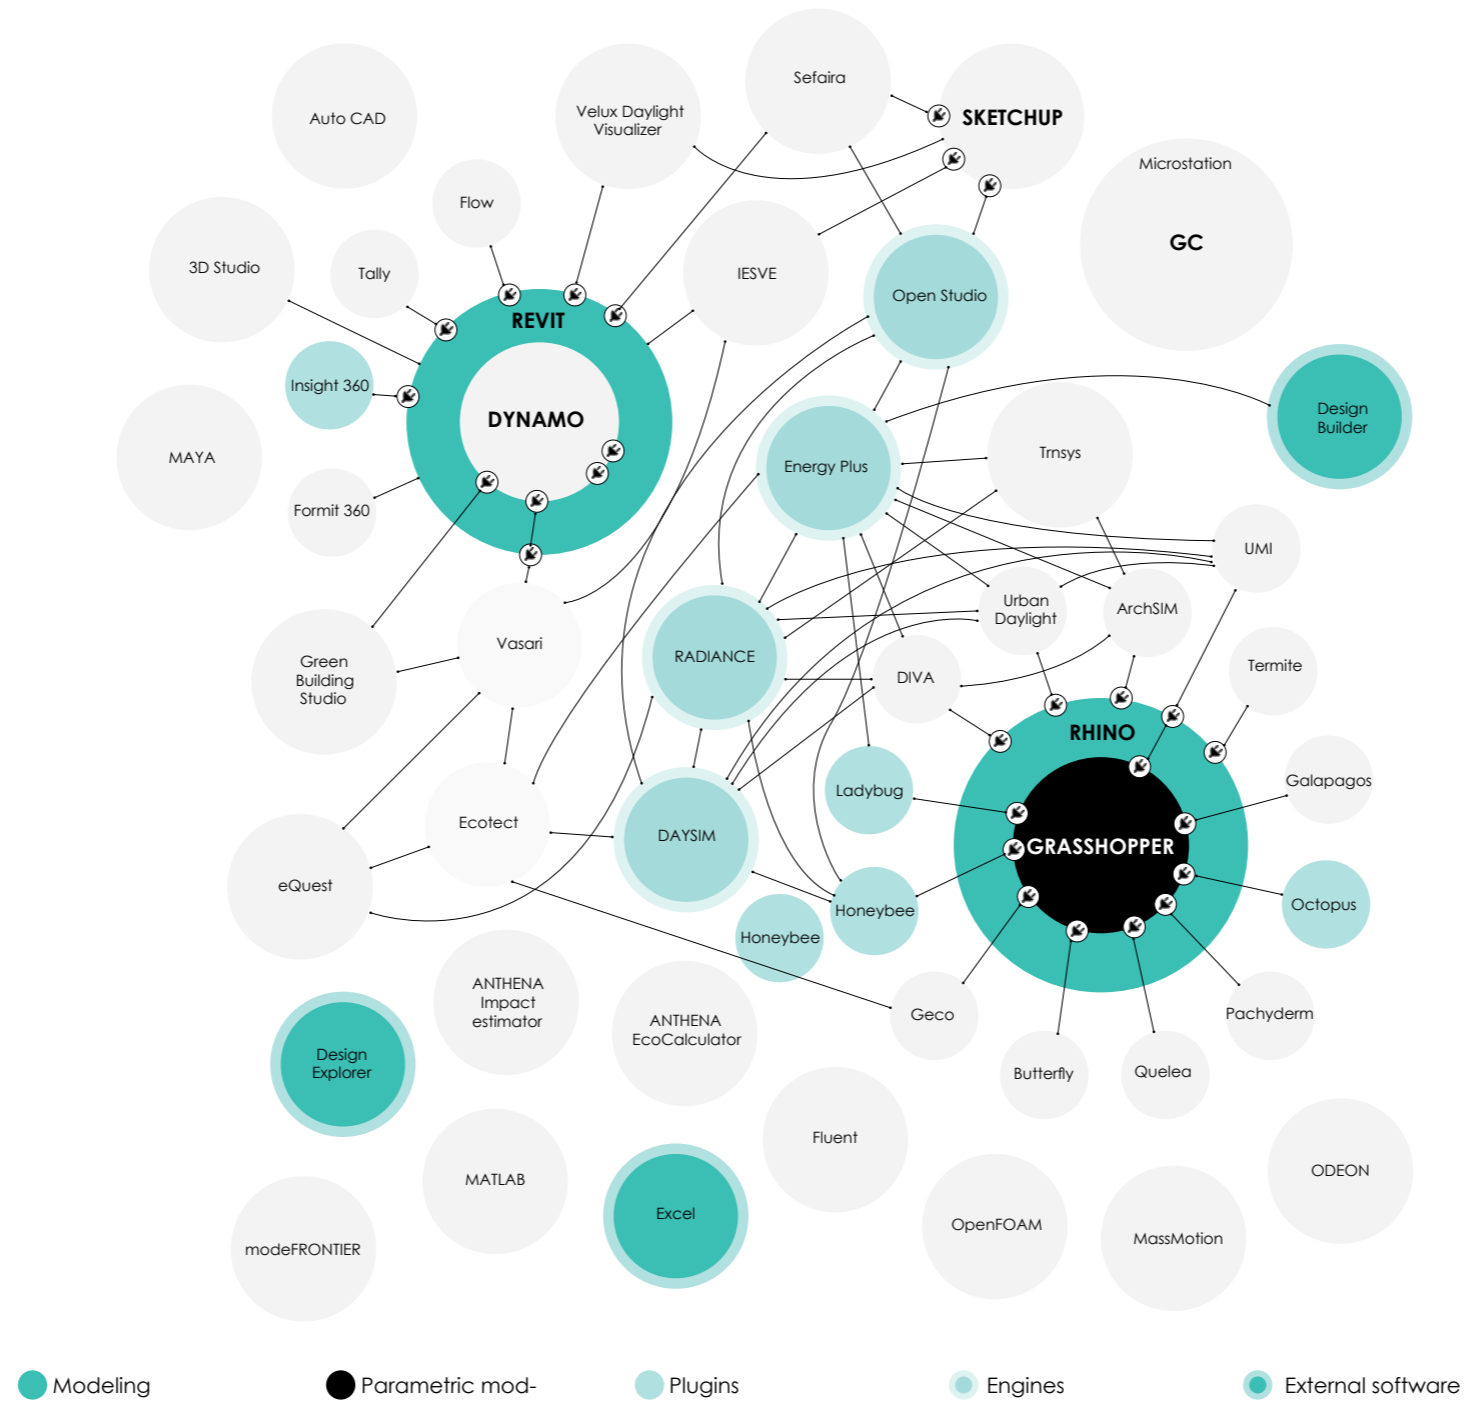 Sefaira
Auto CAD
Velux Daylight
Visualizer
SKETCHUP
Microstation
GC
Flow
3D Studio
Tally
IESVE
Open Studio
REVIT
Insight 360
DYNAMO
Design
Builder
MAYA
Energy Plus
Trnsys
Formit 360
UMI
Urban
Daylight
ArchSIM
Vasari
RADIANCE
DIVA
Termite
Green
Building
Studio
RHINO
Galapagos
Ladybug
Ecotect
DAYSIM
GRASSHOPPER
eQuest
Honeybee
Octopus
Honeybee
ANTHENA
Impact
estimator
ANTHENA
EcoCalculator
Geco
Pachyderm
Design
Explorer
Butterfly
Quelea
Fluent
MATLAB
ODEON
Excel
OpenFOAM
MassMotion
modeFRONTIER
Modeling
Parametric mod-
Plugins
Engines
External software